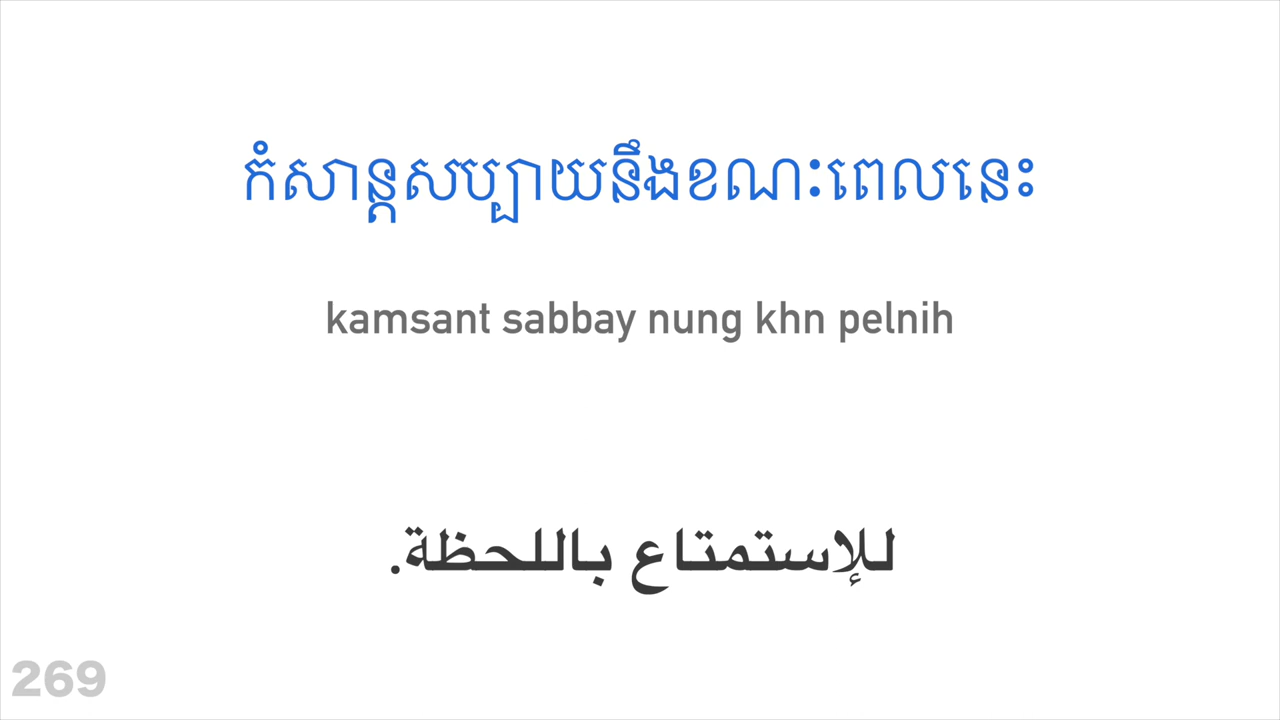 កំសាន្តសប្បាយនឹងខណៈពេលនេះ
kamsant sabbay nung khn pelnih
للإستمتاع باللحظة.
269